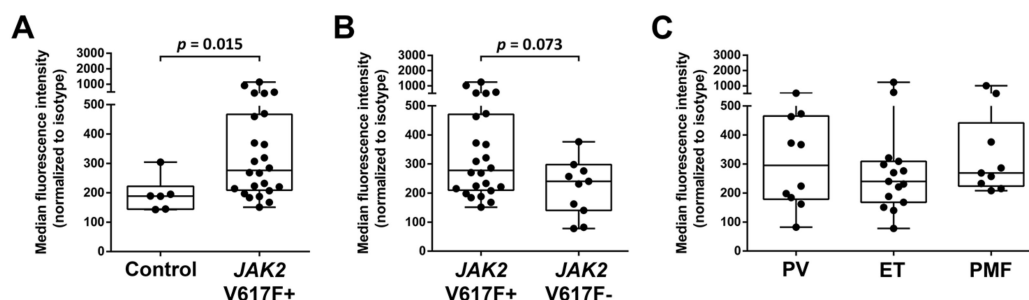 A
Median fluorescence intensity
(normalized to isotype)
3000
2000
1000
500
400
300
200
100
0
p = 0.015
Control
JAK2
V617F+
B
Median fluorescence intensity
(normalized to isotype)
3000
2000
1000
500
400
300
200
100
0
p = 0.073
JAK2
V617F+
JAK2
V617F-
C
Median fluorescence intensity
(normalized to isotype)
3000
2000
1000
500
400
300
200
100
0
PV
ET
PMF